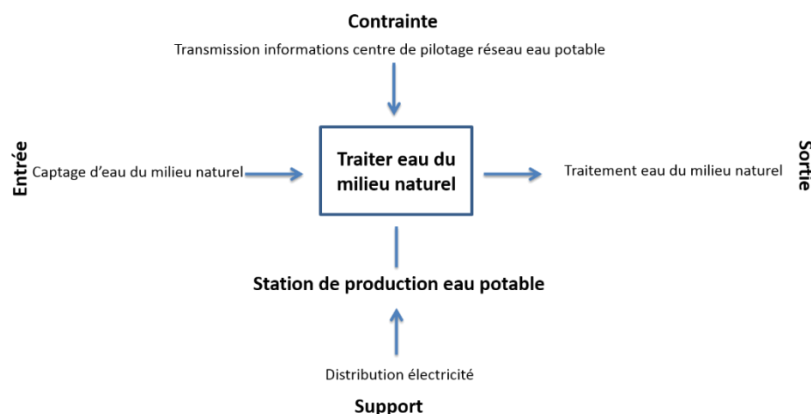 Contrainte
Transmission informations centre de pilotage réseau eau potable
Entrée
Captage d'eau du milieu naturel
Traiter eau du
milieu naturel
Traitement eau du milieu naturel
Sortie
Station de production eau potable
Distribution électricité
Support